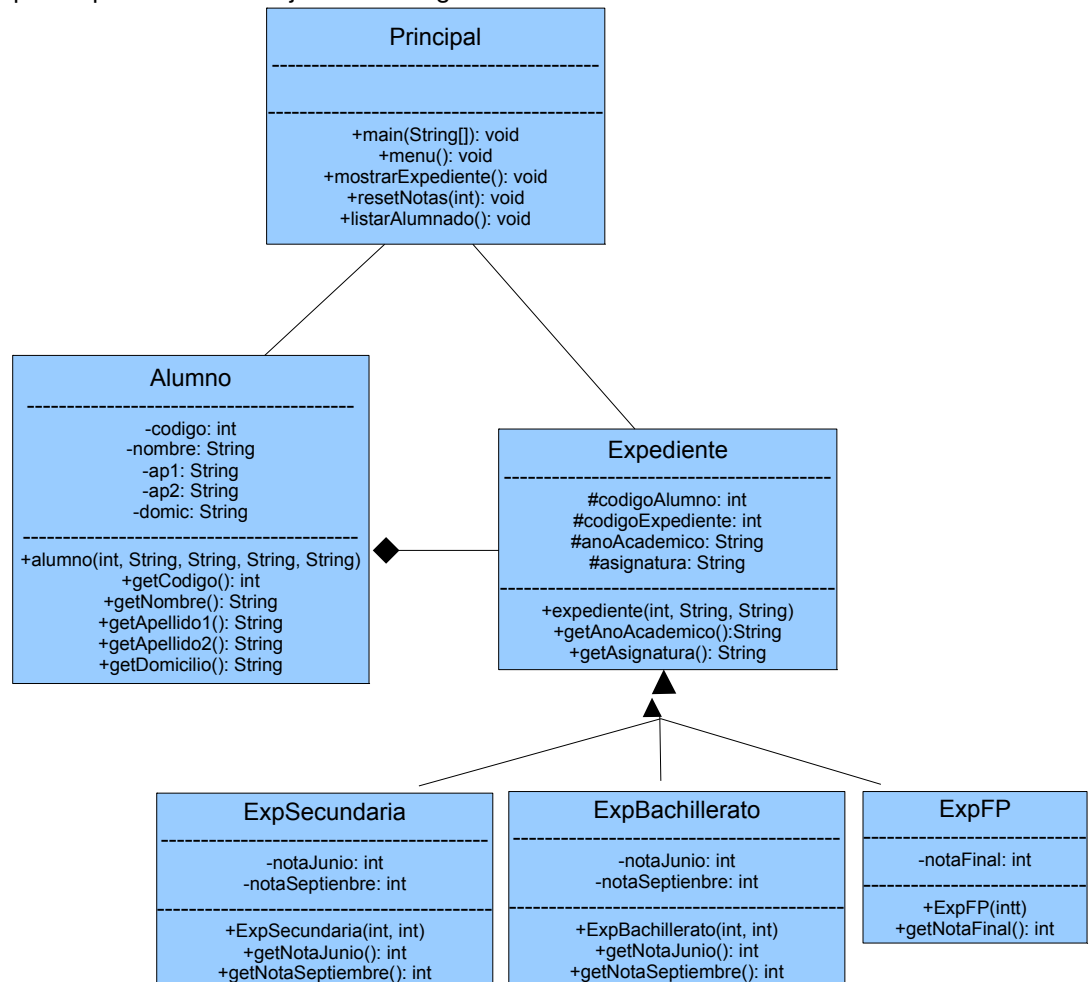 Principal
+main(String[]): void
+menu(): void
+mostrarExpediente(): void
+resetNotas(int): void
+listarAlumnado(): void
Alumno
-codigo: int
-nombre: String
-ap1: String
-ap2: String
-domic: String
+alumno(int, String, String, String, String)
+getCodigo(): int
+getNombre(): String
+getApellido1(): String
+getApellido2(): String
+getDomicilio(): String
Expediente
#codigoAlumno: int
#codigoExpediente: int
#anoAcademico: String
#asignatura: String
+expediente(int, String, String)
+getAnoAcademico():String
+getAsignatura(): String
ExpSecundaria
-notaJunio: int
-notaSeptienbre: int
+ExpSecundaria(int, int)
+getNotaJunio(): int
+getNotaSeptiembre(): int
ExpBachillerato
-notaJunio: int
-notaSeptienbre: int
+ExpBachillerato(int, int)
+getNotaJunio(): int
+getNotaSeptiembre(): int
ExpFP
-notaFinal: int
+ExpFP(intt)
+getNotaFinal(): int